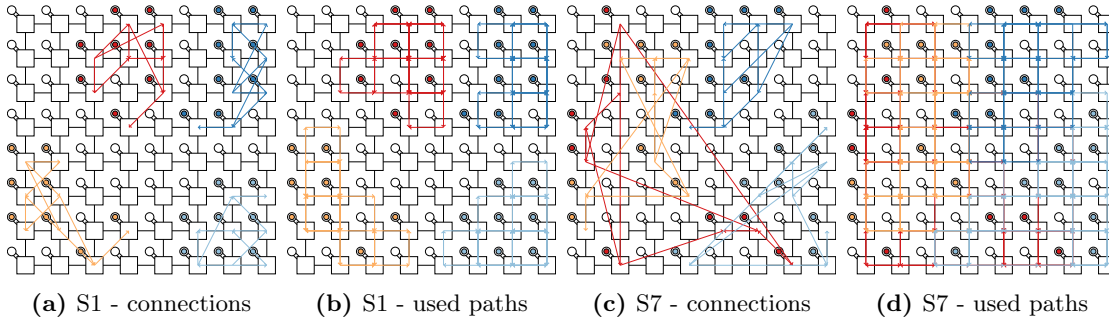 (a) S1 - connections (b) S1 - used paths (c) S7 - connections (d) S7 - used paths